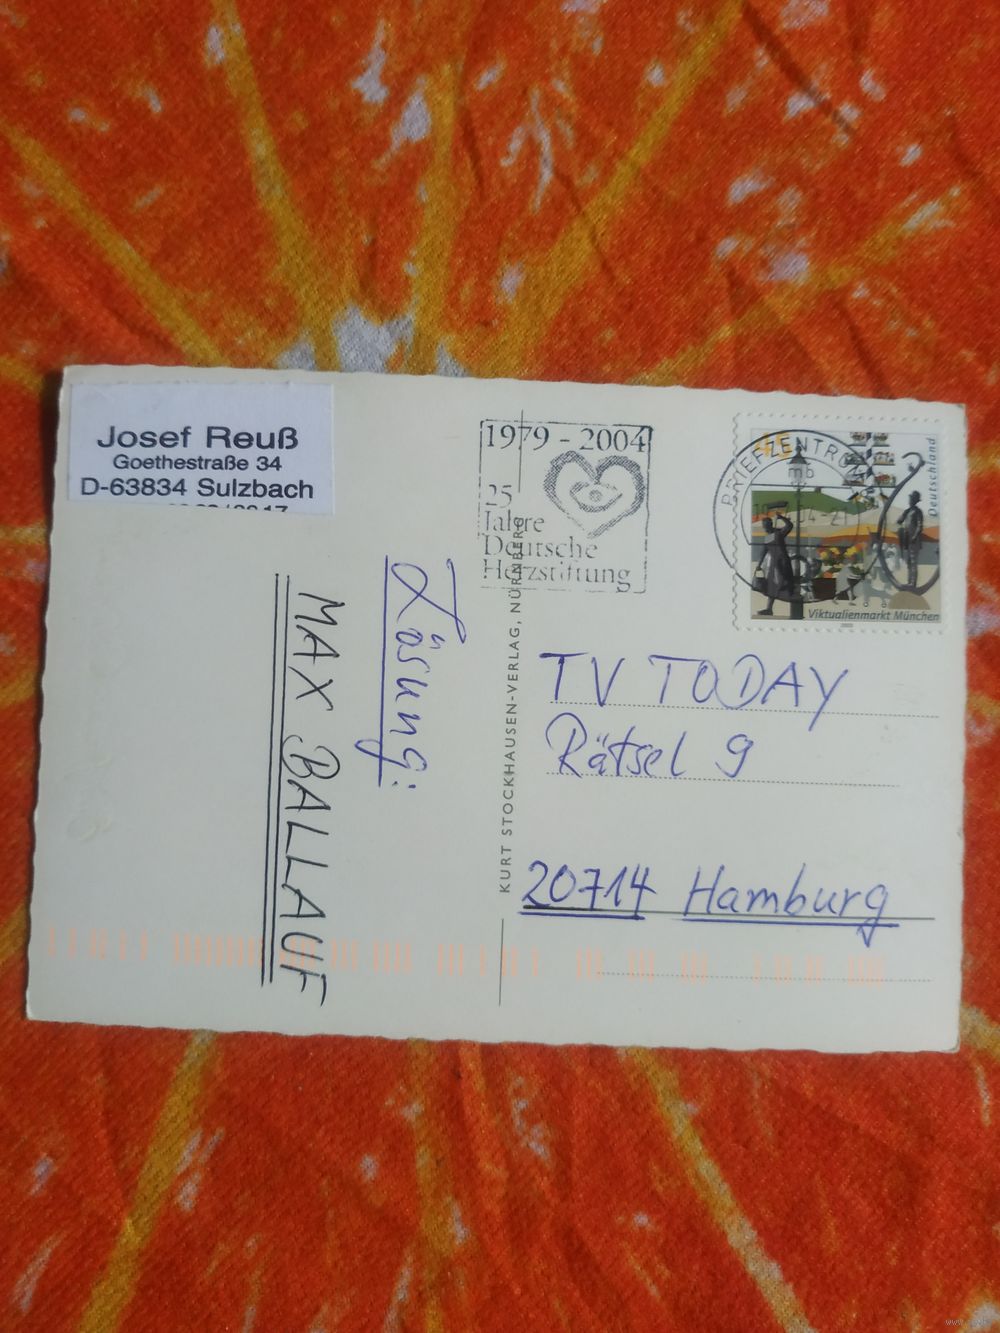 Josef Reuß
Goethestraße 34
D-63834 Sulzbach
1979 - 2004
25
Jahre
Deutsche
Herzstiftung
BRIEFZENTRUM
Deutschland
Viktualienmarkt München
Lösung:
MAX BALLAUF
KURT STOCKHAUSEN-VERLAG, NÜRNBERG
TV TODAY
Rätsel 9
20714 Hamburg